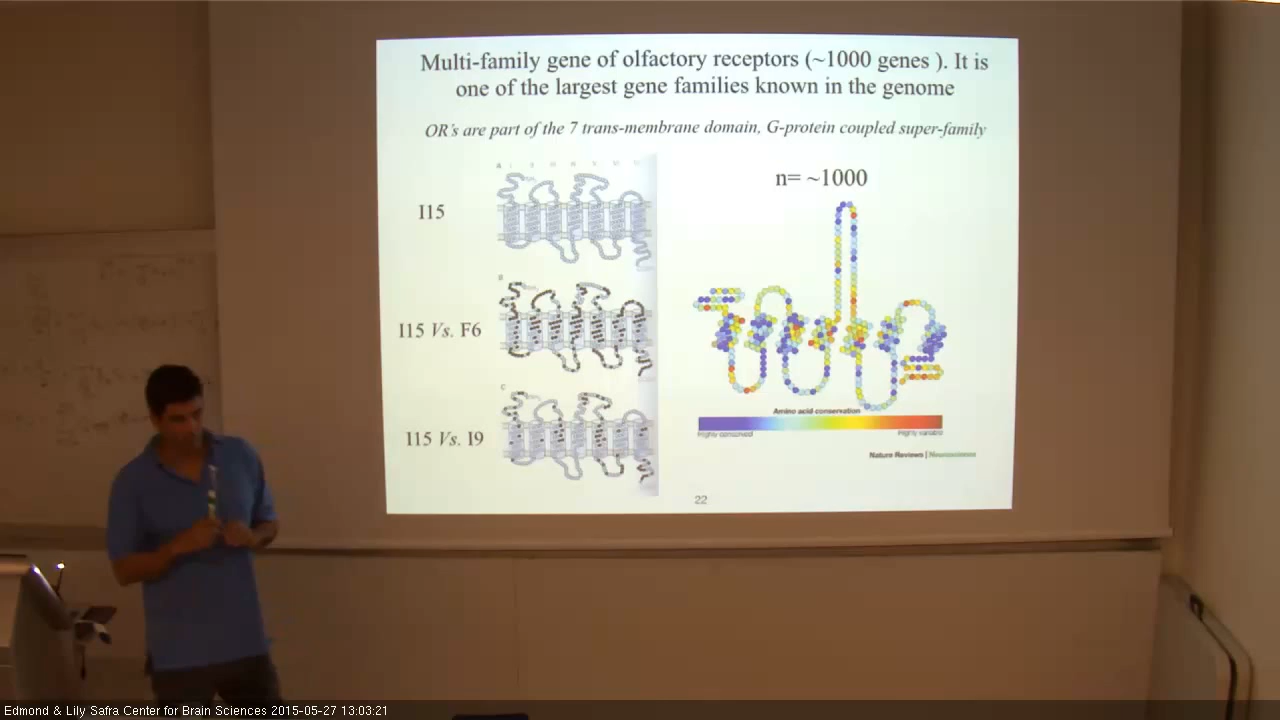 Multi-family gene of olfactory receptors (~1000 genes ). It is
one of the largest gene families known in the genome
OR's are part of the 7 trans-membrane domain, G-protein coupled super-family
n= ~1000
I15
I15 Vs. F6
I15 Vs. I9
A
B
C
Amino acid conservation
Highly conserved
Highly variable
Nature Reviews | Neuroscience
22
Edmond & Lily Safra Center for Brain Sciences 2015-05-27 13:03:21